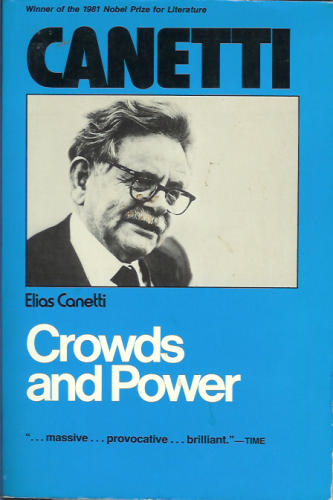 Winner of the 1981 Nobel Prize for Literature
CANETTI
Elias Canetti
Crowds
and Power
“. . . massive . . . provocative . . . brilliant.”—TIME